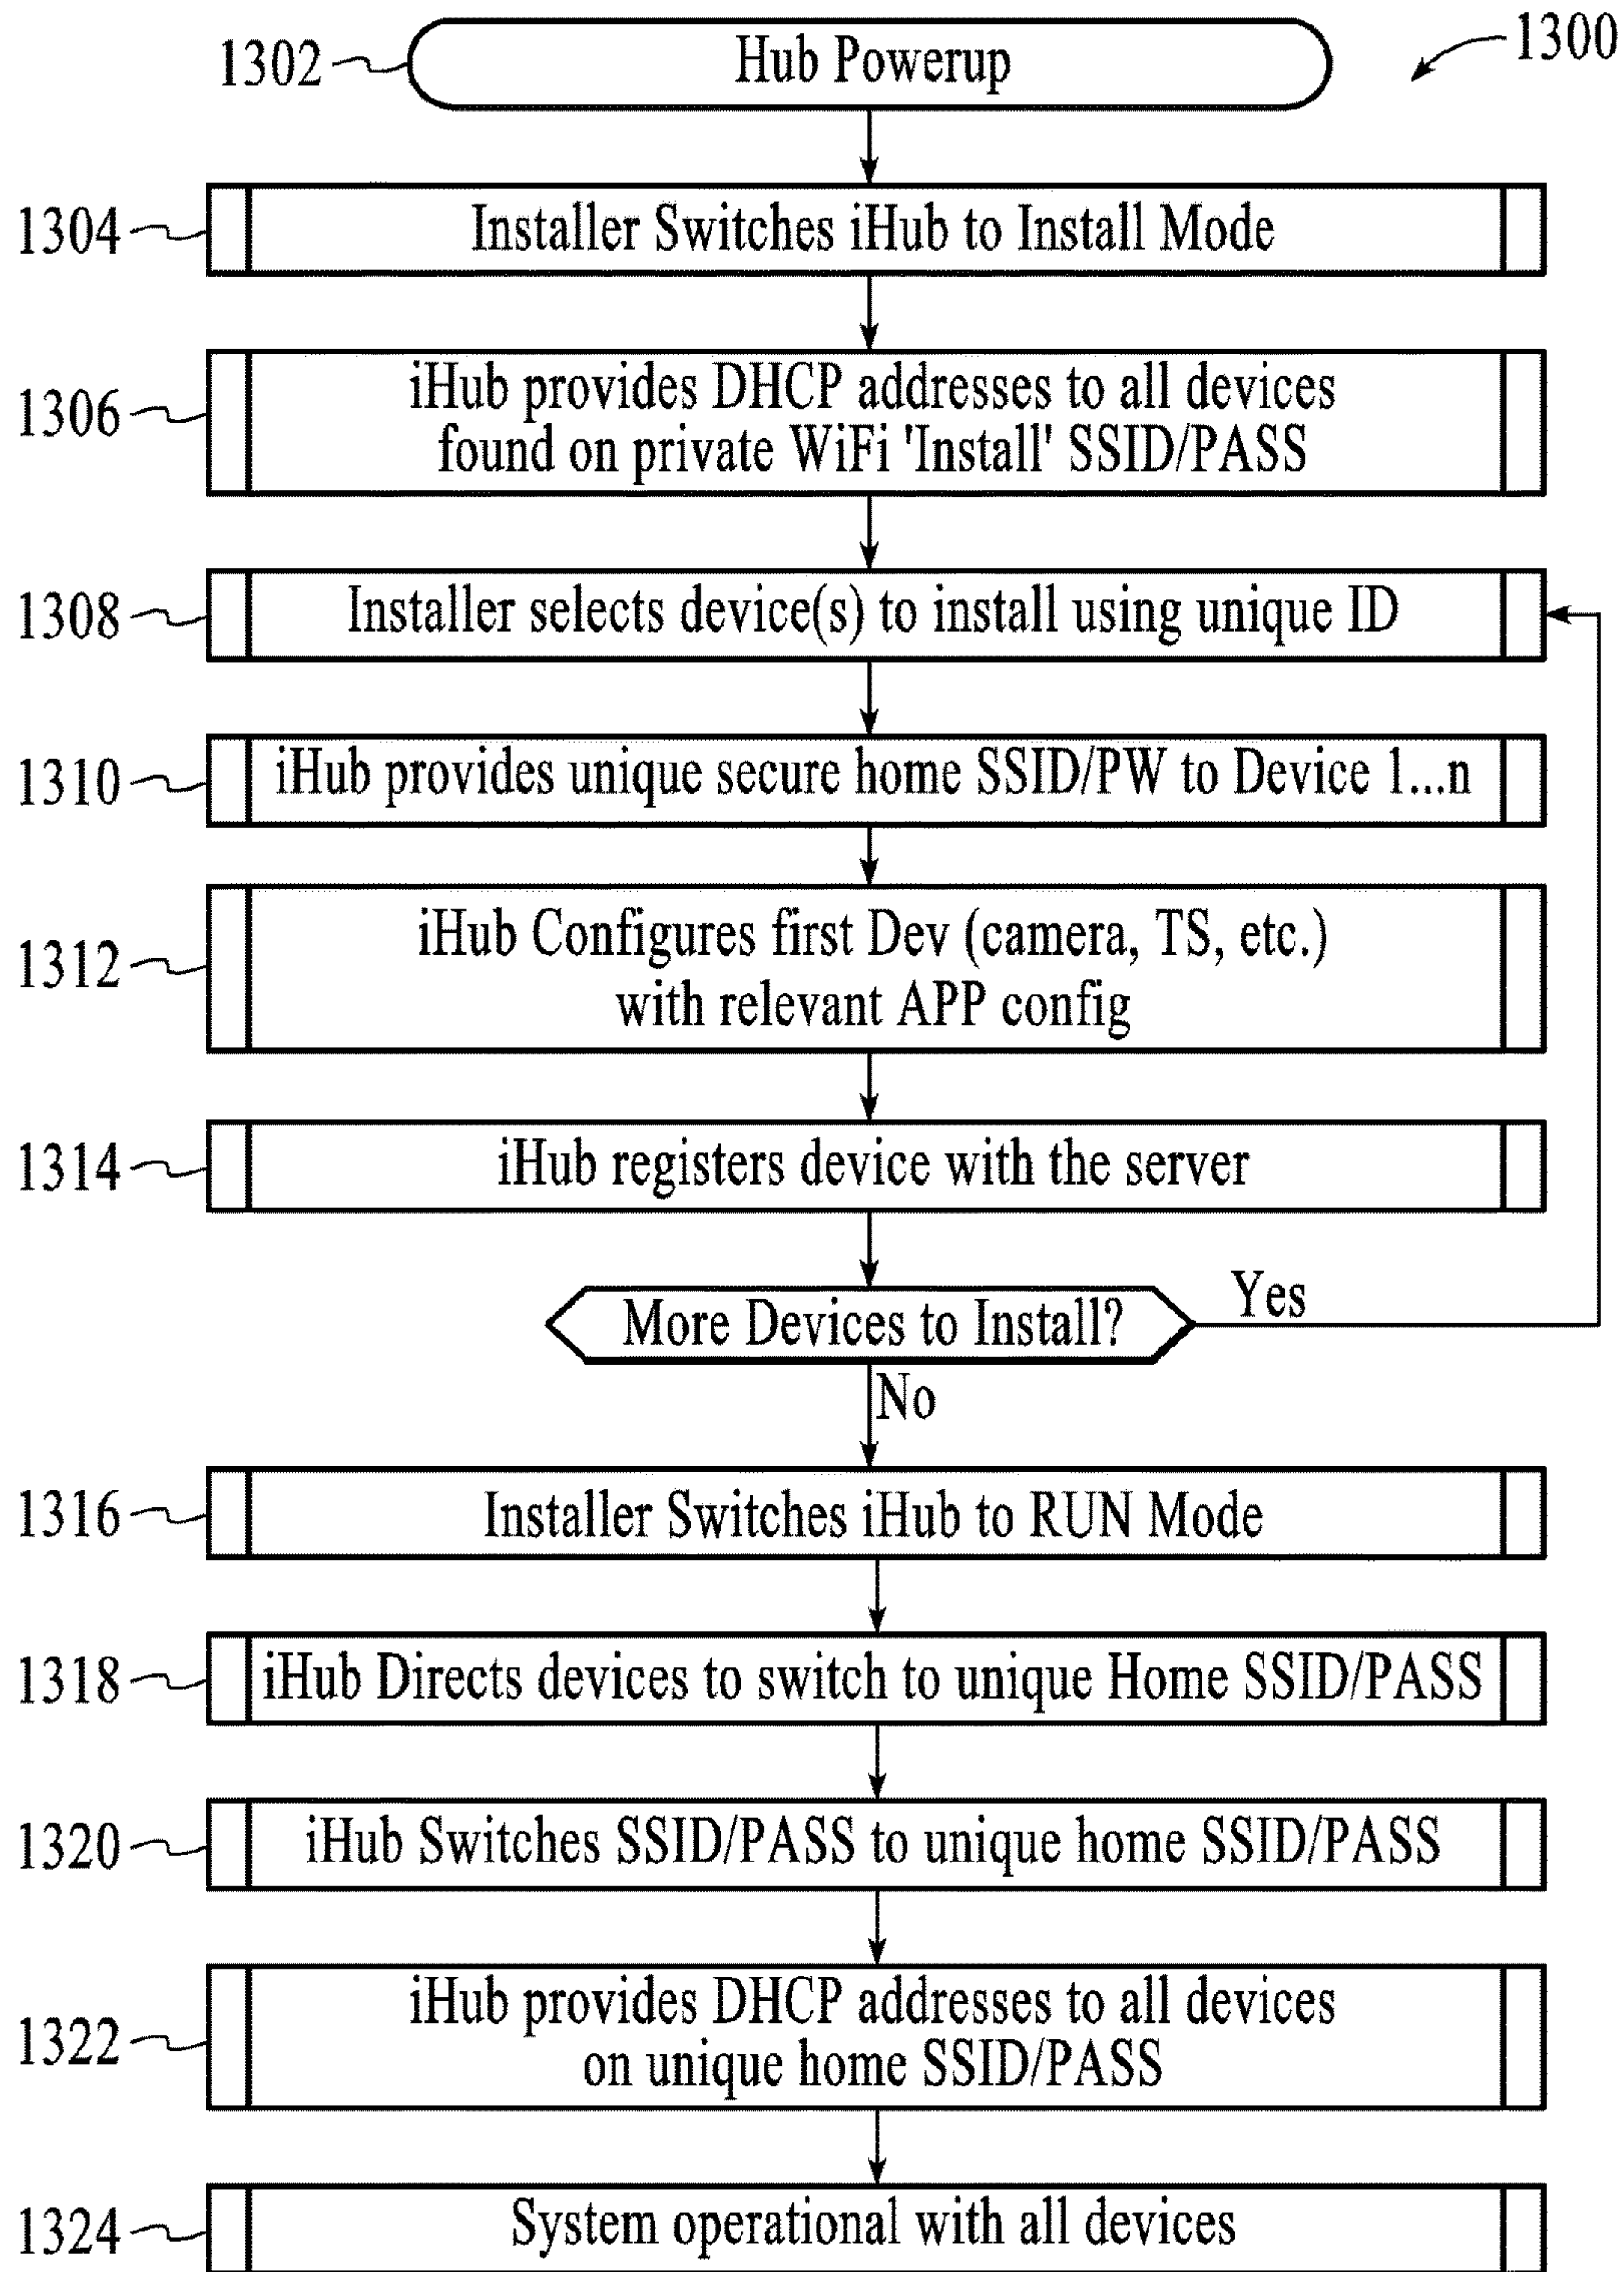 1300
1302
Hub Powerup
1304
Installer Switches iHub to Install Mode
1306
iHub provides DHCP addresses to all devices
found on private WiFi 'Install' SSID/PASS
1308
Installer selects device(s) to install using unique ID
1310
iHub provides unique secure home SSID/PW to Device 1...n
1312
iHub Configures first Dev (camera, TS, etc.)
with relevant APP config
1314
iHub registers device with the server
More Devices to Install?
Yes
No
1316
Installer Switches iHub to RUN Mode
1318
iHub Directs devices to switch to unique Home SSID/PASS
1320
iHub Switches SSID/PASS to unique home SSID/PASS
1322
iHub provides DHCP addresses to all devices
on unique home SSID/PASS
1324
System operational with all devices